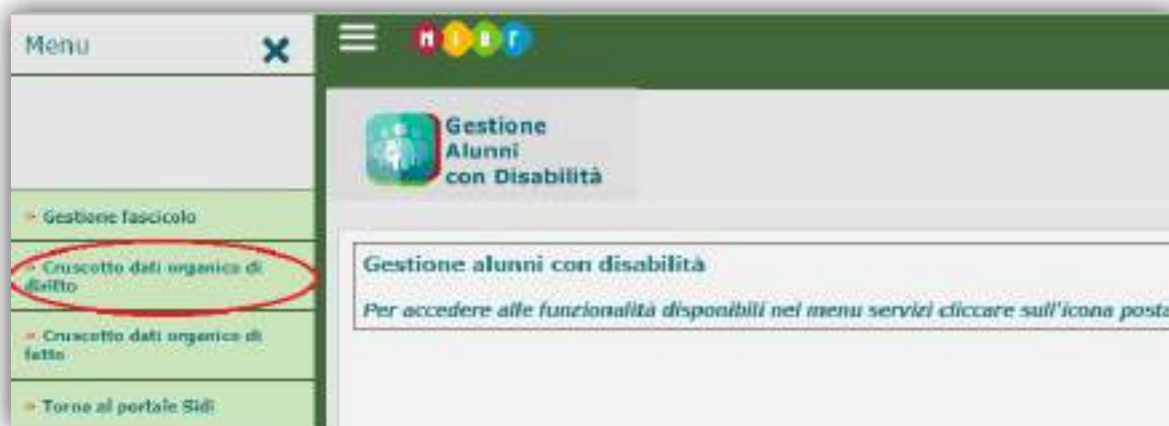 Menu
MIUR
Gestione
Alunni
con Disabilità
» Gestione fascicolo
» Cruscotto dati organico di
diritto
» Cruscotto dati organico di
fatto
» Torna al portale Sidi
Gestione alunni con disabilità
Per accedere alle funzionalità disponibili nel menu servizi cliccare sull'icona posta